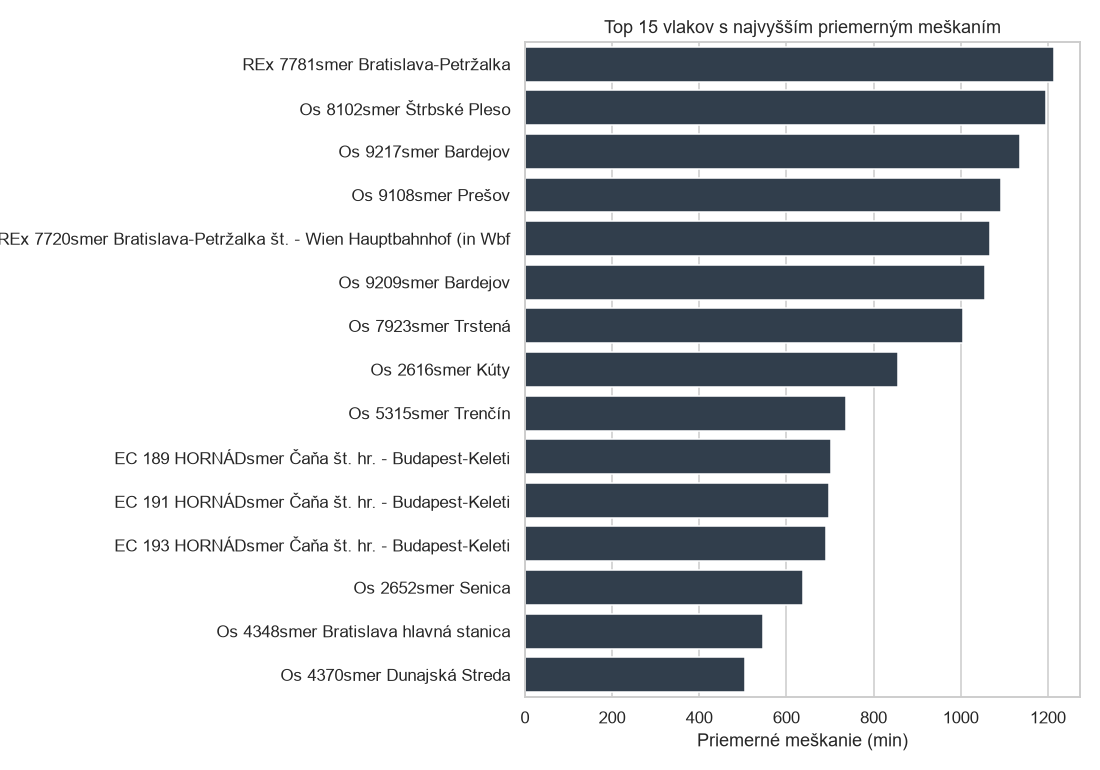 Top 15 vlakov s najvyšším priemerným meškaním
REx 7781smer Bratislava-Petržalka
Os 8102smer Štrbské Pleso
Os 9217smer Bardejov
Os 9108smer Prešov
REx 7720smer Bratislava-Petržalka št. - Wien Hauptbahnhof (in Wbf
Os 9209smer Bardejov
Os 7923smer Trstená
Os 2616smer Kúty
Os 5315smer Trenčín
EC 189 HORNÁDsmer Čaňa št. hr. - Budapest-Keleti
EC 191 HORNÁDsmer Čaňa št. hr. - Budapest-Keleti
EC 193 HORNÁDsmer Čaňa št. hr. - Budapest-Keleti
Os 2652smer Senica
Os 4348smer Bratislava hlavná stanica
Os 4370smer Dunajská Streda
0 200 400 600 800 1000 1200
Priemerné meškanie (min)